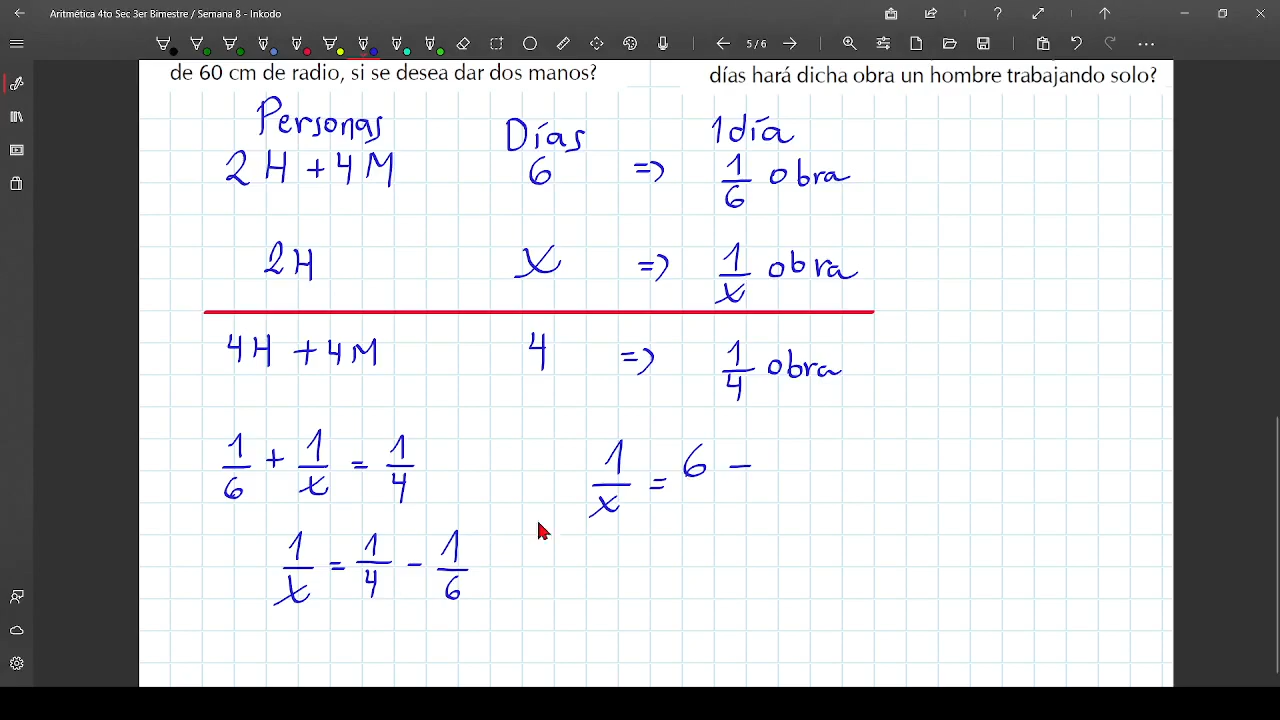 Aritmética 4to Sec 3er Bimestre / Semana 8 - Inkodo
5/6
de 60 cm de radio, si se desea dar dos manos?
días hará dicha obra un hombre trabajando solo?
Personas Días 1 día
2H + 4M 6 => 1/6 obra
2H x => 1/x obra
4H + 4M 4 => 1/4 obra
1/6 + 1/x = 1/4
1/x = 6 -
1/x = 1/4 - 1/6